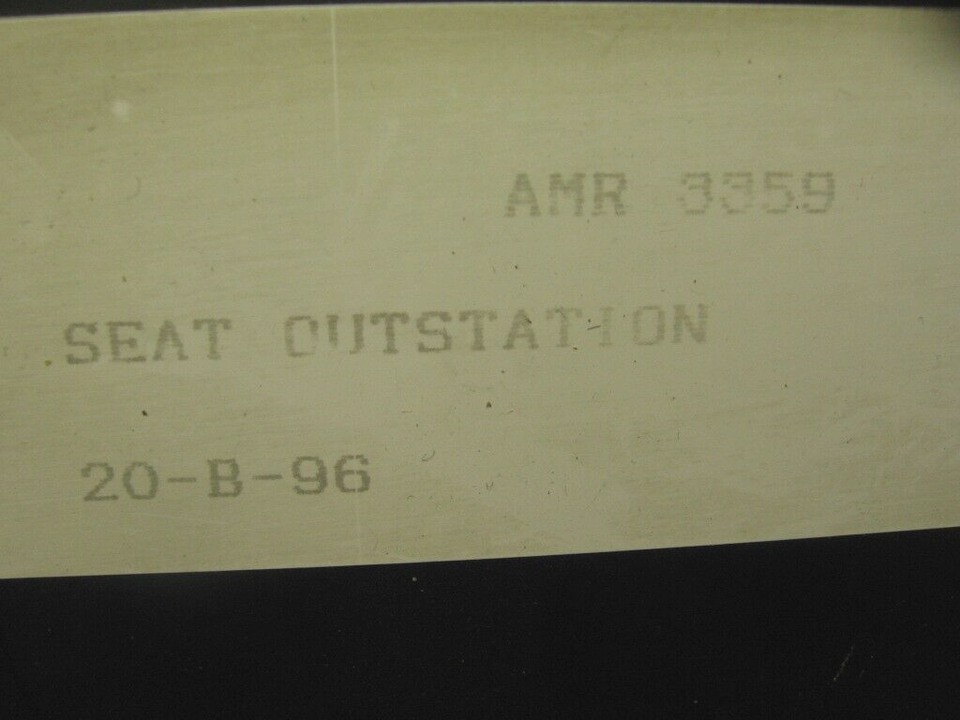 AMR 3359
SEAT OUTSTATION
20-B-96